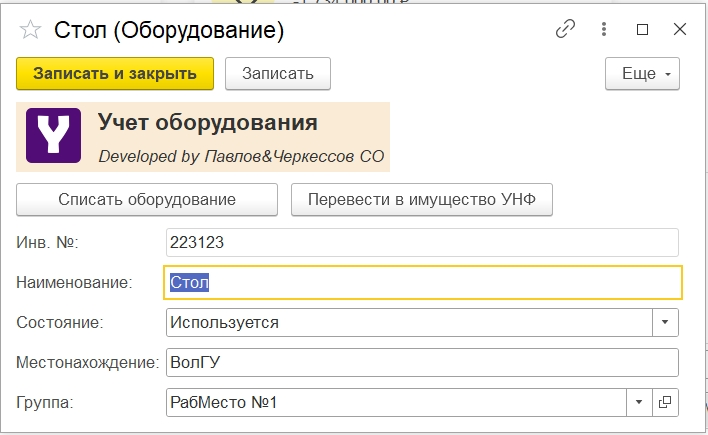 Стол (Оборудование)
Записать и закрыть
Записать
Еще
Учет оборудования
Developed by Павлов&Черкессов СО
Списать оборудование
Перевести в имущество УНФ
Инв. №: 223123
Наименование: Стол
Состояние: Используется
Местонахождение: ВолГУ
Группа: РабМесто №1